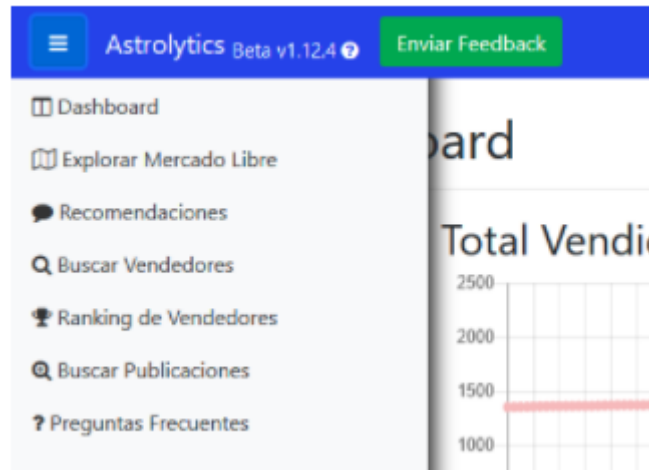 Astrolytics Beta v1.12.4
Enviar Feedback
Dashboard
Explorar Mercado Libre
Recomendaciones
Buscar Vendedores
Ranking de Vendedores
Buscar Publicaciones
? Preguntas Frecuentes
ard
Total Vendi
2500
2000
1500
1000